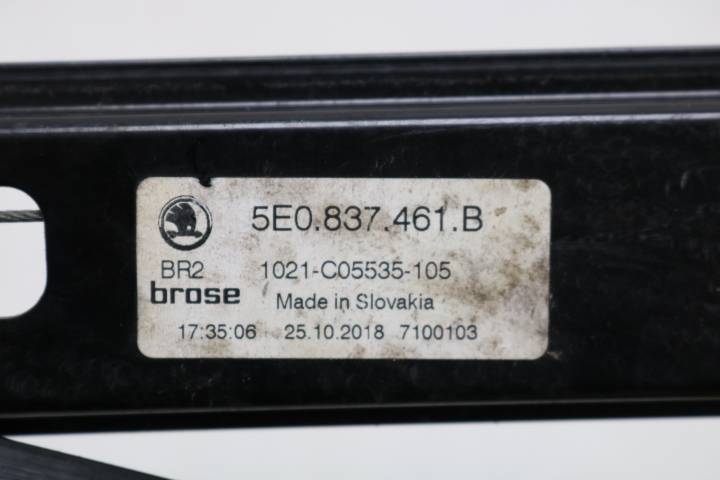 5E0.837.461.B
BR2 1021-C05535-105
brose Made in Slovakia
17:35:06 25.10.2018 7100103